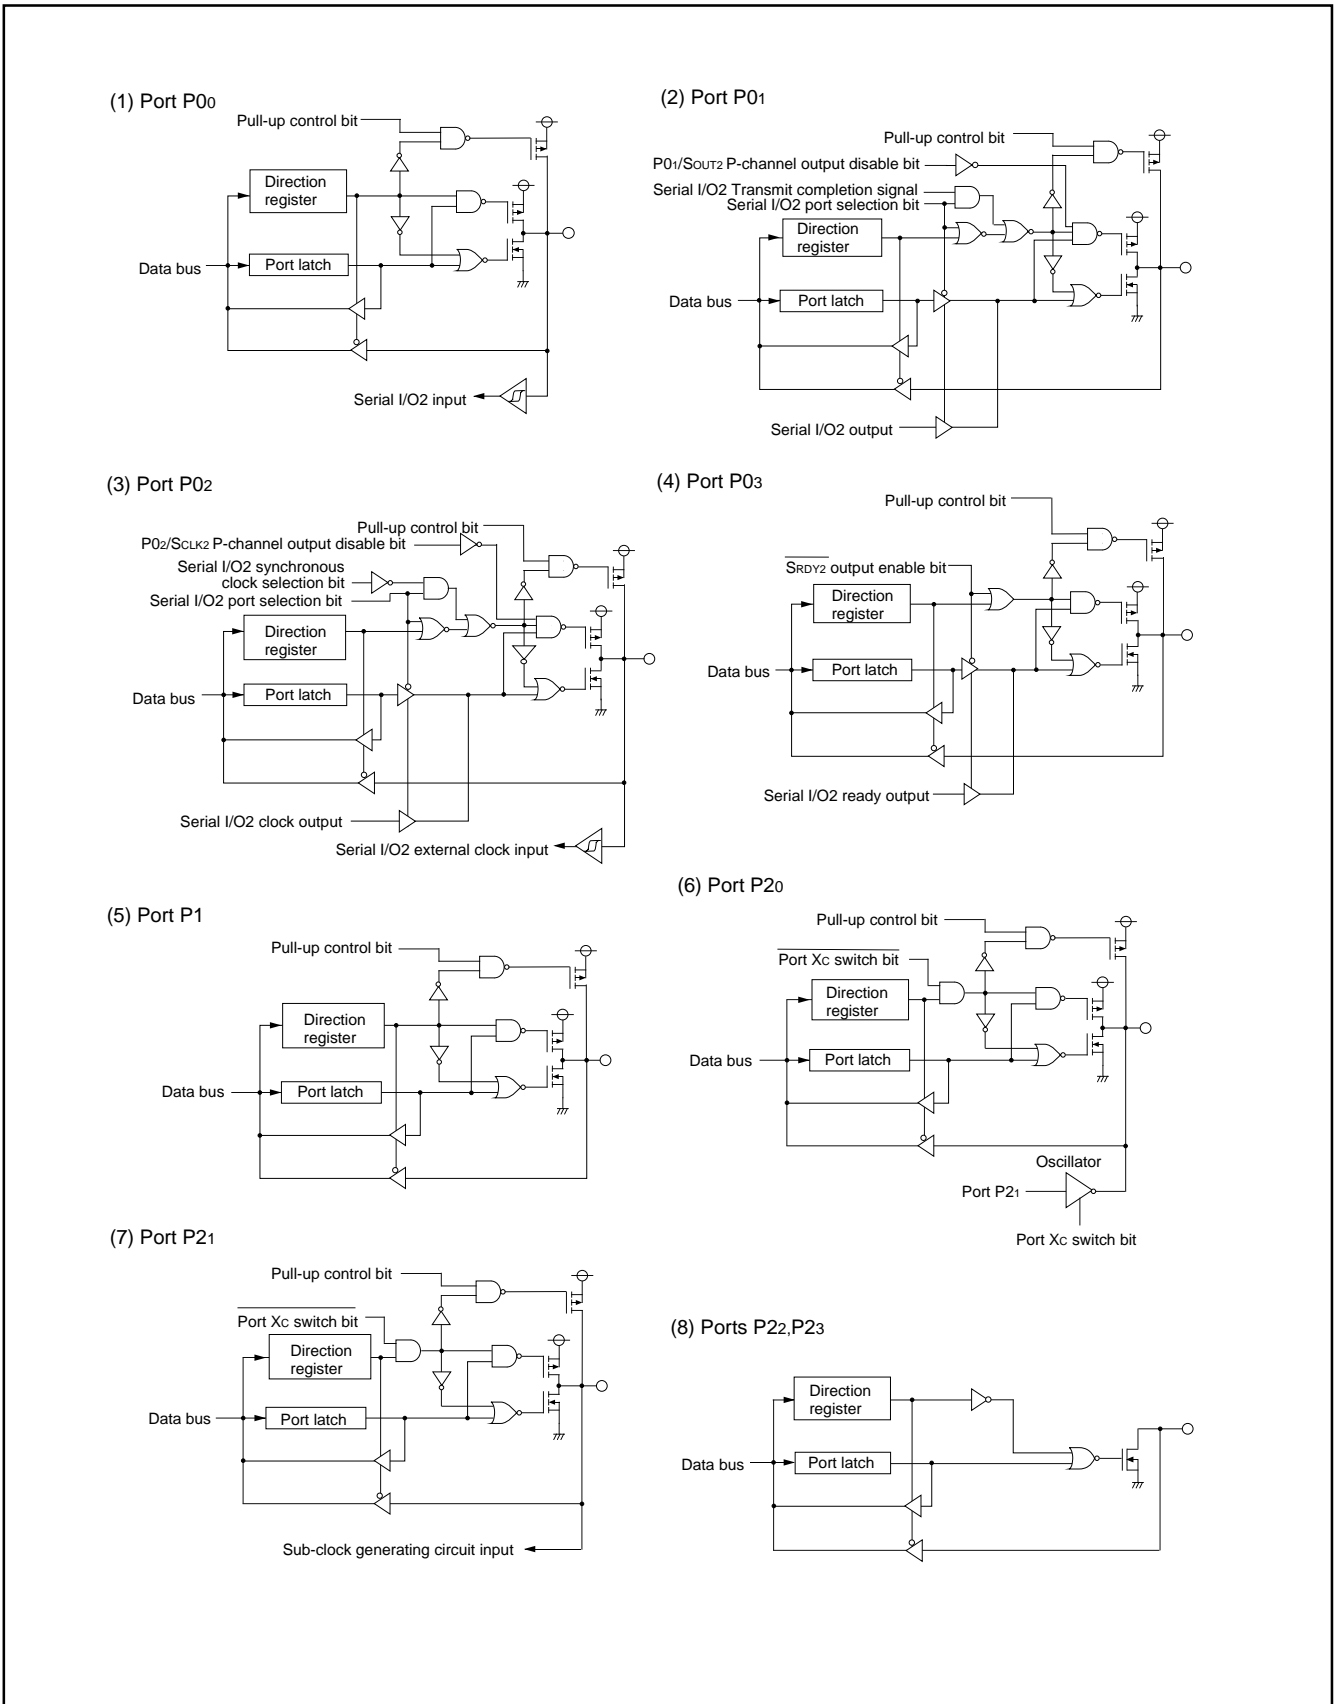 (1) Port P00
Pull-up control bit
Direction
register
Data bus
Port latch
Serial I/O2 input
(2) Port P01
Pull-up control bit
P01/SOUT2 P-channel output disable bit
Serial I/O2 Transmit completion signal
Serial I/O2 port selection bit
Direction
register
Data bus
Port latch
Serial I/O2 output
(3) Port P02
Pull-up control bit
P02/SCLK2 P-channel output disable bit
Serial I/O2 synchronous
clock selection bit
Serial I/O2 port selection bit
Direction
register
Data bus
Port latch
Serial I/O2 clock output
Serial I/O2 external clock input
(4) Port P03
Pull-up control bit
SRDY2 output enable bit
Direction
register
Data bus
Port latch
Serial I/O2 ready output
(5) Port P1
Pull-up control bit
Direction
register
Data bus
Port latch
(6) Port P20
Pull-up control bit
Port XC switch bit
Direction
register
Data bus
Port latch
Oscillator
Port P21
Port XC switch bit
(7) Port P21
Pull-up control bit
Port XC switch bit
Direction
register
Data bus
Port latch
Sub-clock generating circuit input
(8) Ports P22,P23
Direction
register
Data bus
Port latch